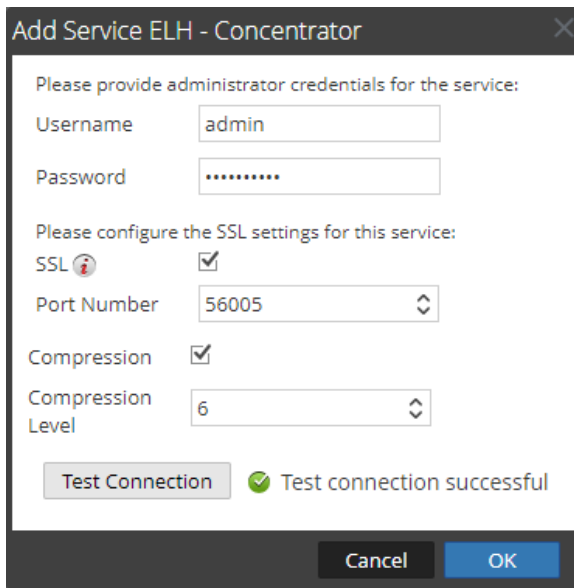 Add Service ELH - Concentrator
Please provide administrator credentials for the service:
Username admin
Password ••••••••••
Please configure the SSL settings for this service:
SSL i
Port Number 56005
Compression
Compression Level 6
Test Connection Test connection successful
Cancel OK